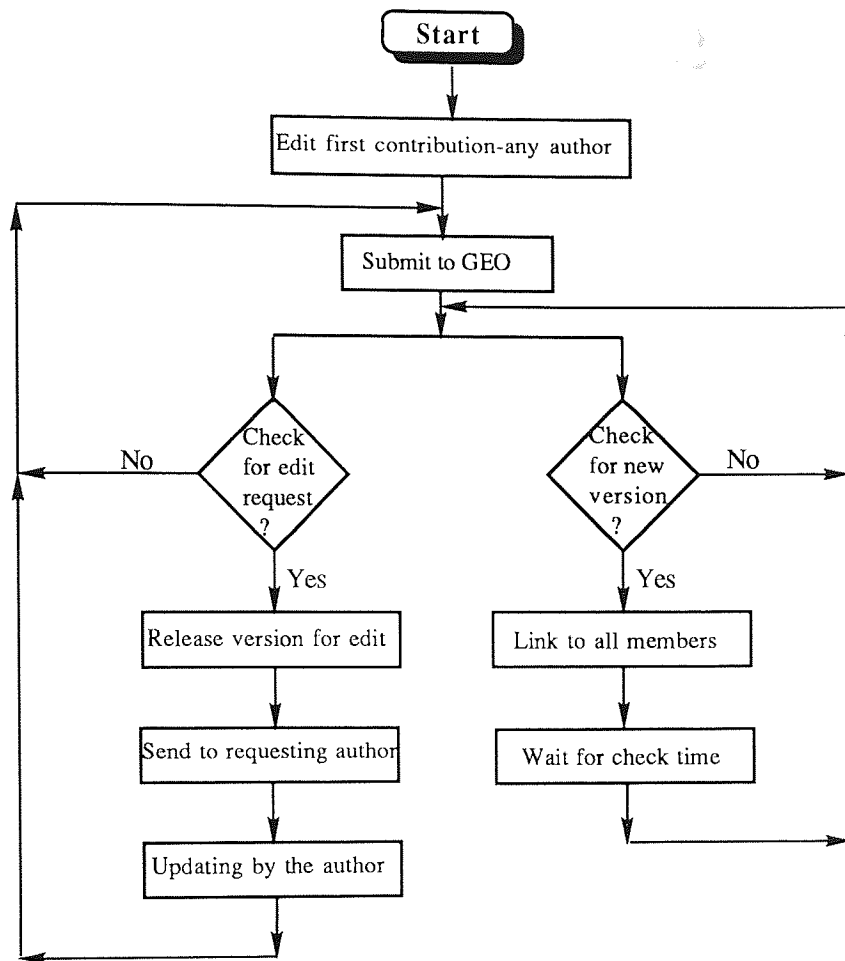 Start
Edit first contribution-any author
Submit to GEO
Check
for edit
request
?
No
Yes
Release version for edit
Send to requesting author
Updating by the author
Check
for new
version
?
No
Yes
Link to all members
Wait for check time